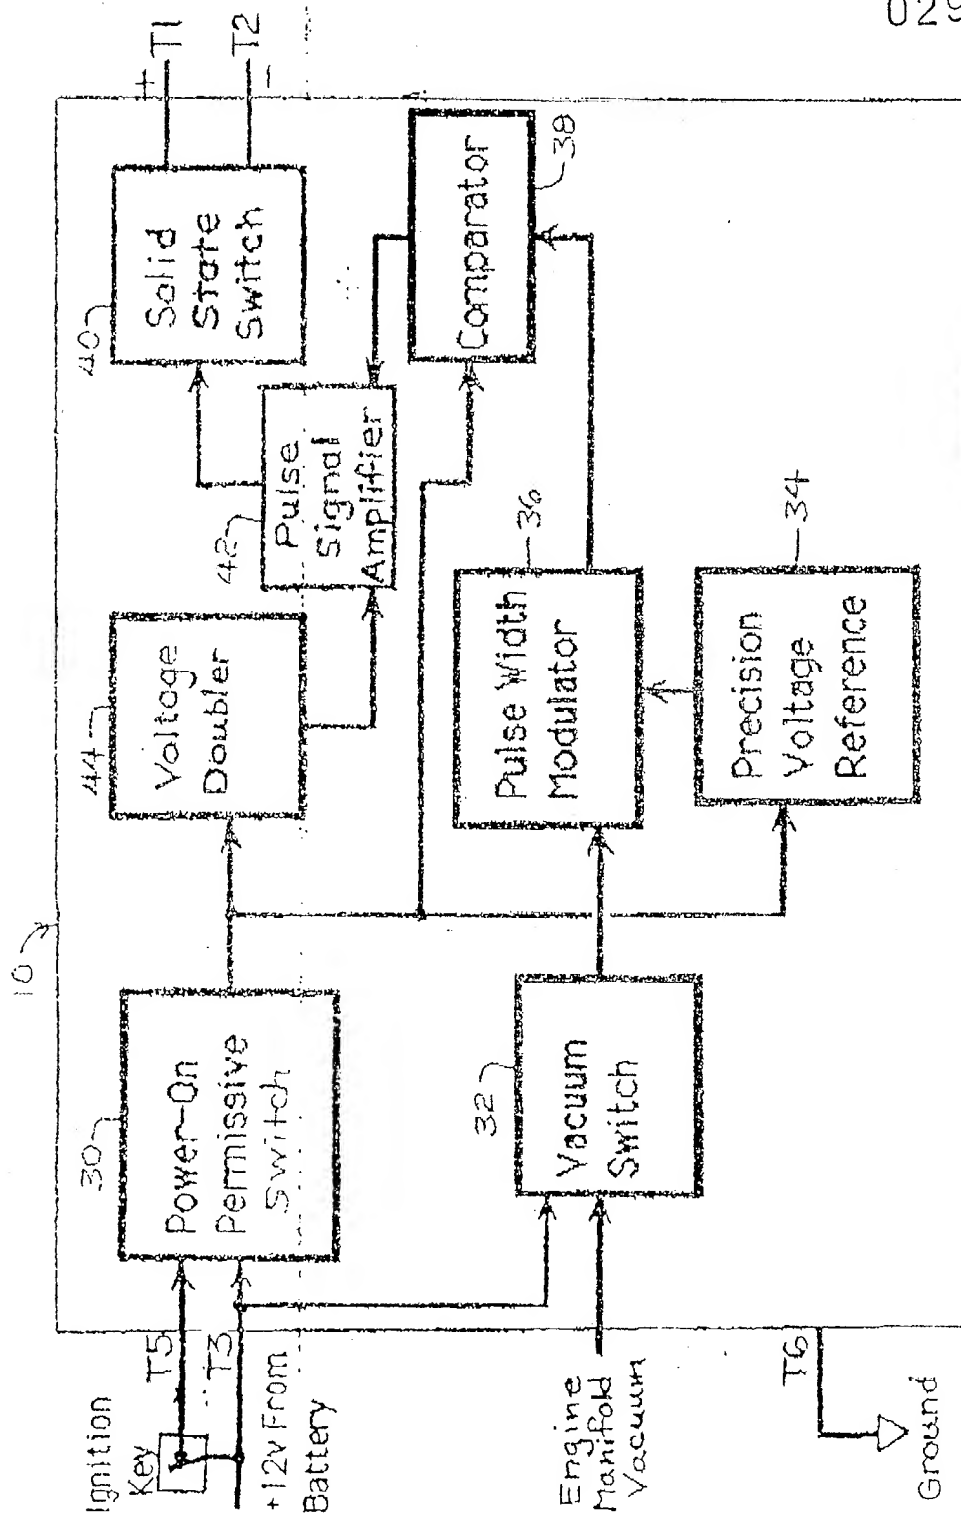 029
10
Ignition
Key
T5
T3
+12v From
Battery
30
Power-On
Permissive
Switch
44
Voltage
Doubler
42
Pulse
Signal
Amplifier
40
Solid
State
Switch
+
T1
-
T2
Comparator
38
Engine
Manifold
Vacuum
32
Vacuum
Switch
Pulse Width
Modulator
36
Precision
Voltage
Reference
34
T6
Ground